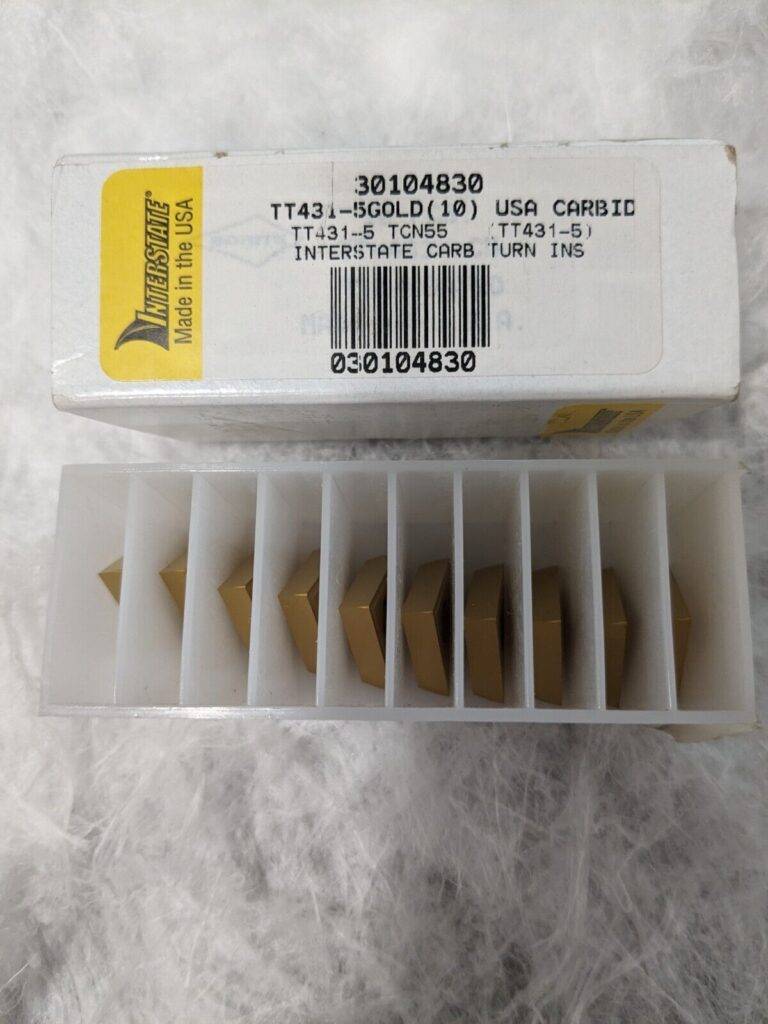 INTERSTATE®
Made in the USA
30104830
TT431-5GOLD(10) USA CARBID
TT431-5 TCN55 (TT431-5)
INTERSTATE CARB TURN INS
030104830